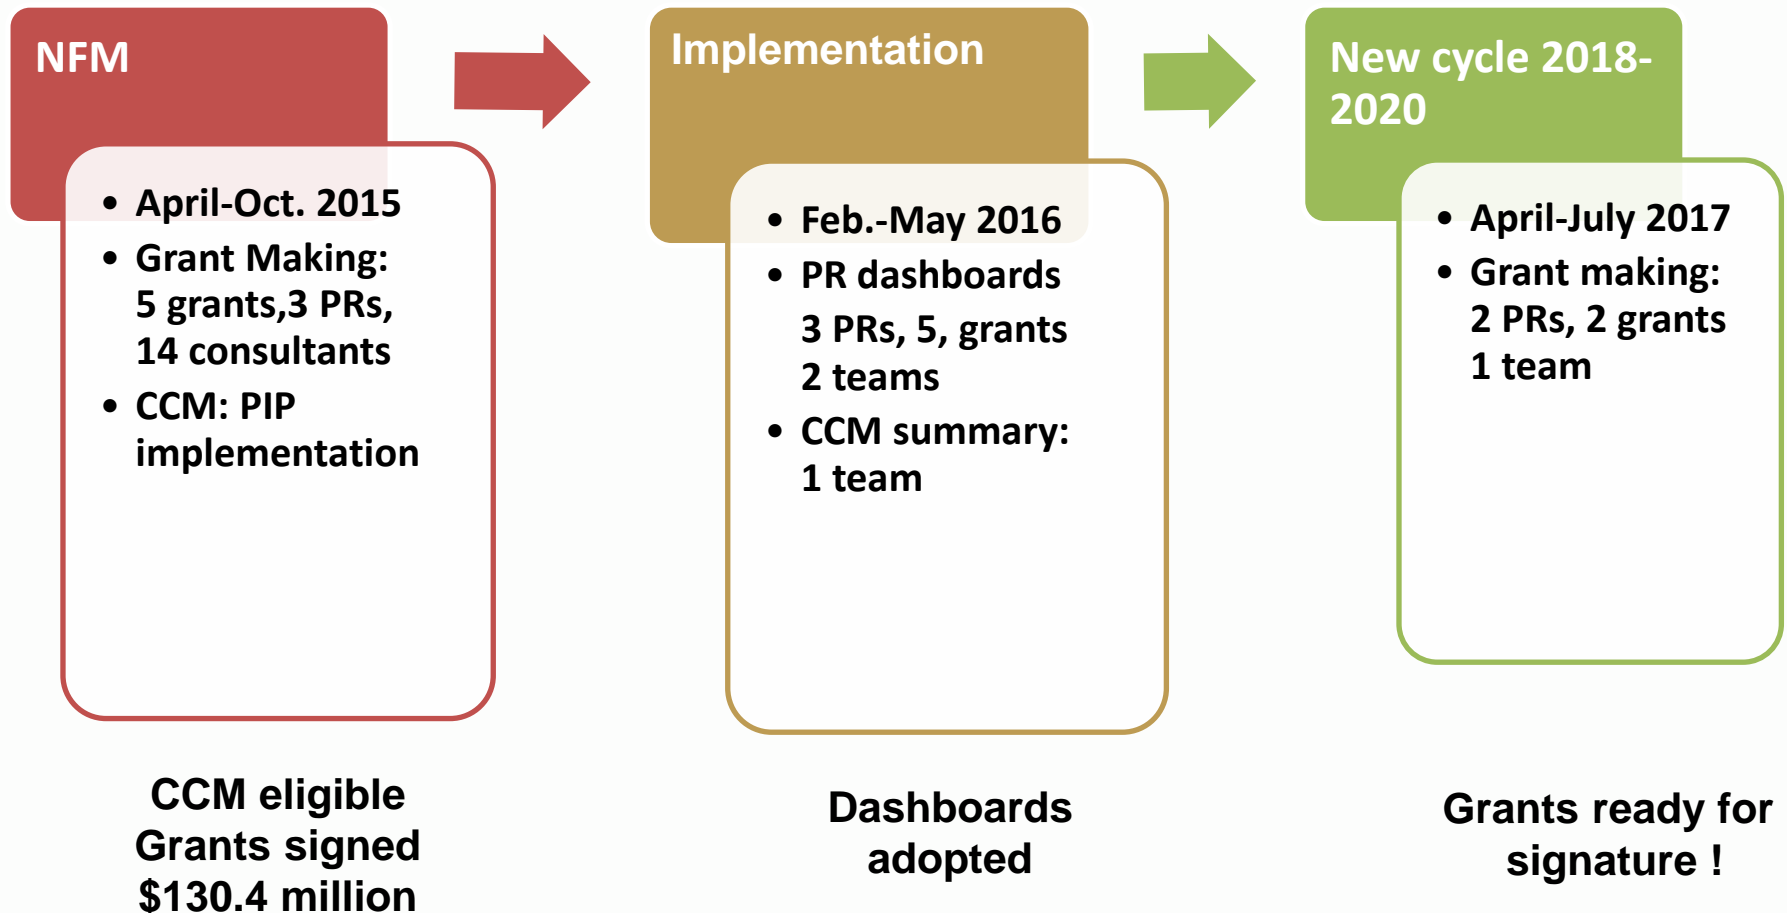 NFM
• April-Oct. 2015
• Grant Making:
5 grants,3 PRs,
14 consultants
• CCM: PIP
implementation
CCM eligible
Grants signed
$130.4 million
Implementation
• Feb.-May 2016
• PR dashboards
3 PRs, 5, grants
2 teams
• CCM summary:
1 team
Dashboards
adopted
New cycle 2018-
2020
• April-July 2017
• Grant making:
2 PRs, 2 grants
1 team
Grants ready for
signature !